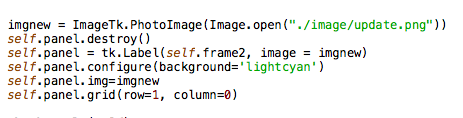 imgnew = ImageTk.PhotoImage(Image.open("./image/update.png"))
self.panel.destroy()
self.panel = tk.Label(self.frame2, image = imgnew)
self.panel.configure(background='lightcyan')
self.panel.img=imgnew
self.panel.grid(row=1, column=0)